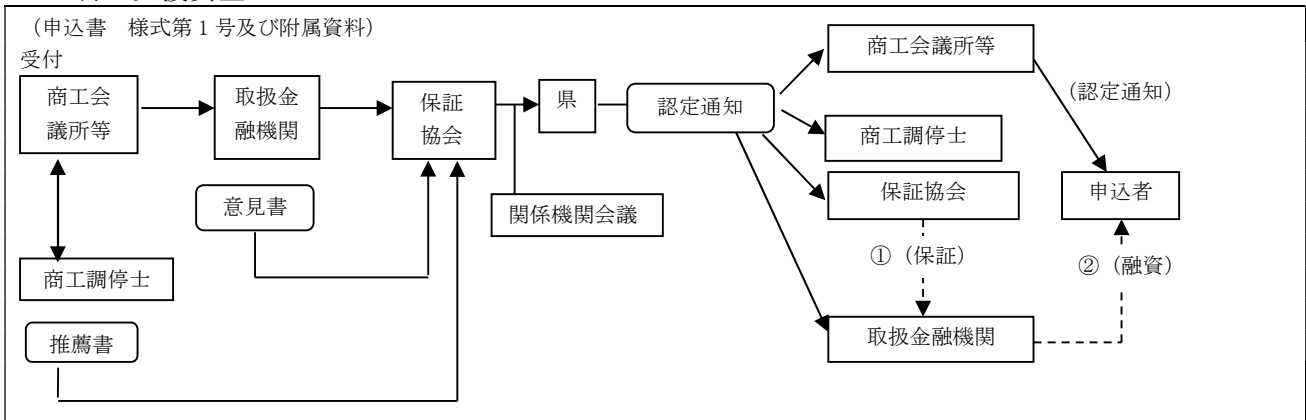 （申込書　様式第1号及び附属資料）
受付
商工会
議所等
取扱金
融機関
保証
協会
県
認定通知
商工会議所等
（認定通知）
商工調停士
保証協会
申込者
意見書
関係機関会議
①（保証）
②（融資）
商工調停士
取扱金融機関
推薦書